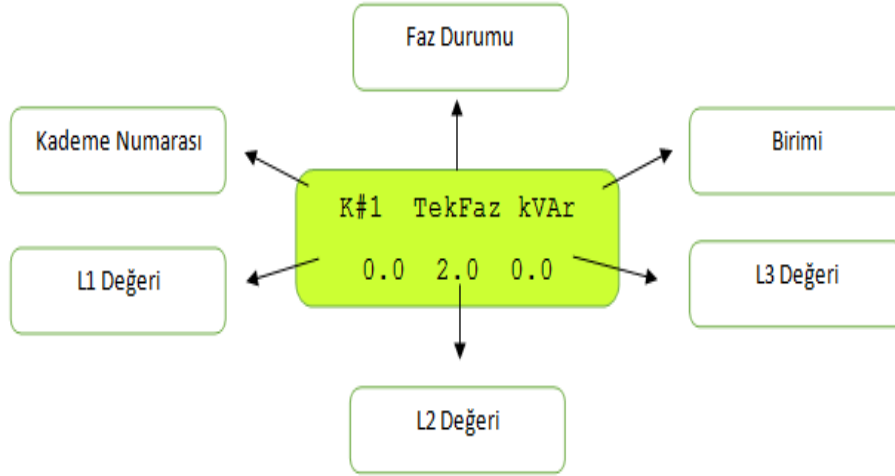 Faz Durumu
Kademe Numarası
Birimi
K#1 TekFaz kVAr
0.0 2.0 0.0
L1 Değeri
L3 Değeri
L2 Değeri